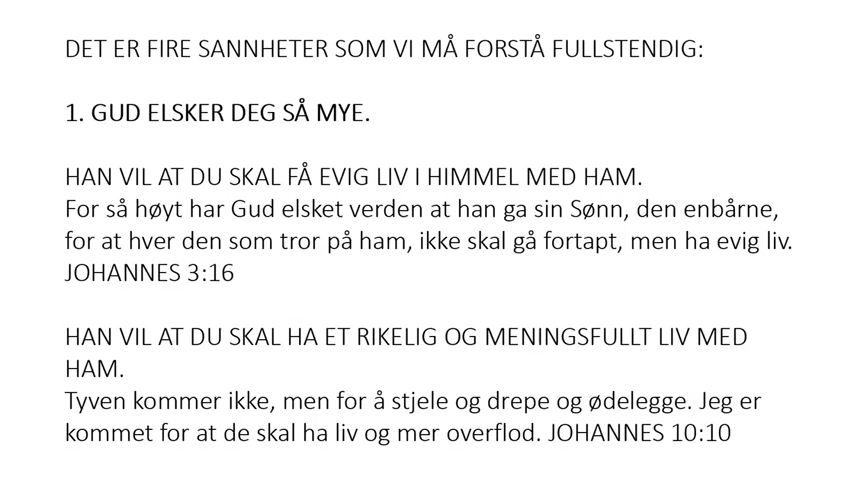 DET ER FIRE SANNHETER SOM VI MÅ FORSTÅ FULLSTENDIG:
1. GUD ELSKER DEG SÅ MYE.
HAN VIL AT DU SKAL FÅ EVIG LIV I HIMMEL MED HAM.
For så høyt har Gud elsket verden at han ga sin Sønn, den enbårne,
for at hver den som tror på ham, ikke skal gå fortapt, men ha evig liv.
JOHANNES 3:16
HAN VIL AT DU SKAL HA ET RIKELIG OG MENINGSFULLT LIV MED
HAM.
Tyven kommer ikke, men for å stjele og drepe og ødelegge. Jeg er
kommet for at de skal ha liv og mer overflod. JOHANNES 10:10